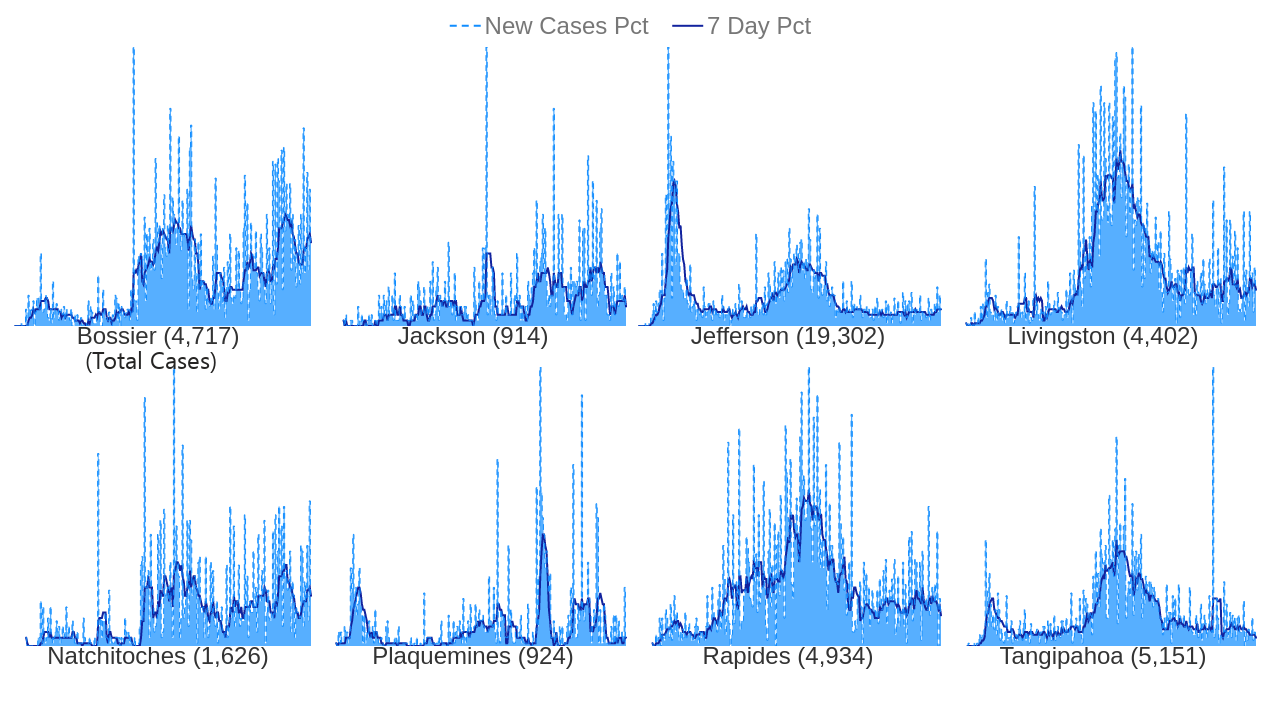 New Cases Pct 7 Day Pct
Bossier (4,717) Jackson (914) Jefferson (19,302) Livingston (4,402)
(Total Cases)
Natchitoches (1,626) Plaquemines (924) Rapides (4,934) Tangipahoa (5,151)